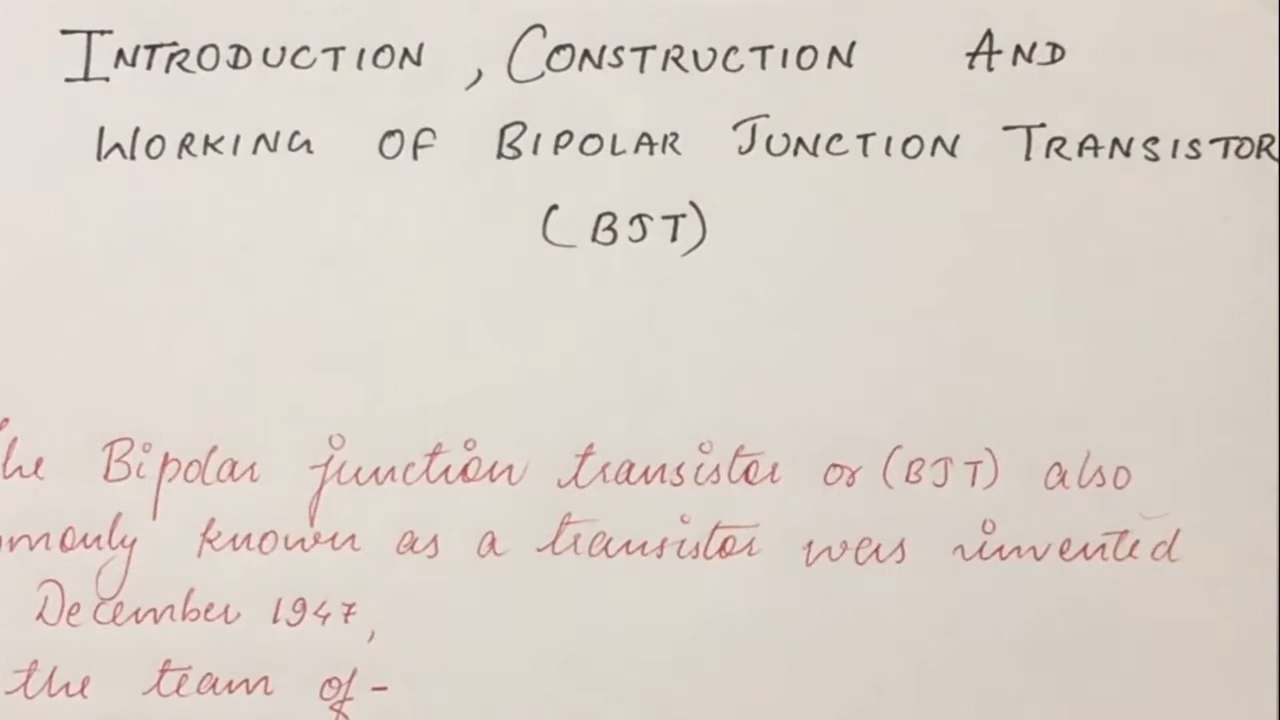 INTRODUCTION, CONSTRUCTION AND
WORKING OF BIPOLAR JUNCTION TRANSISTOR
(BJT)
he Bipolar junction transistor or (BJT) also
monly known as a transistor was invented
December 1947,
the team of-